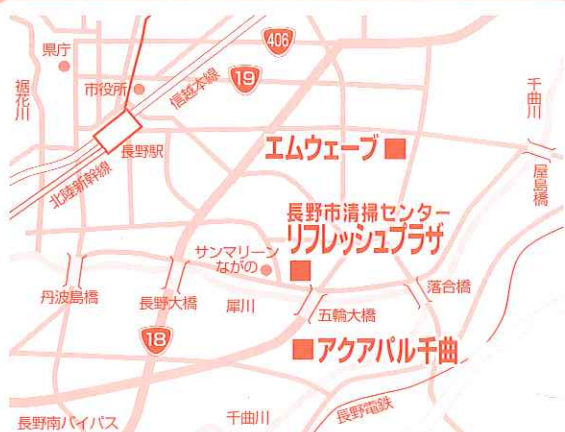 406
県庁
19
千曲川
裾花川
市役所
信越本線
長野駅
エムウェーブ
北陸新幹線
屋島橋
長野市清掃センター
リフレッシュプラザ
サンマリーン
ながの
丹波島橋
長野大橋
犀川
落合橋
五輪大橋
18
アクアパル千曲
長野南バイパス
千曲川
長野電鉄